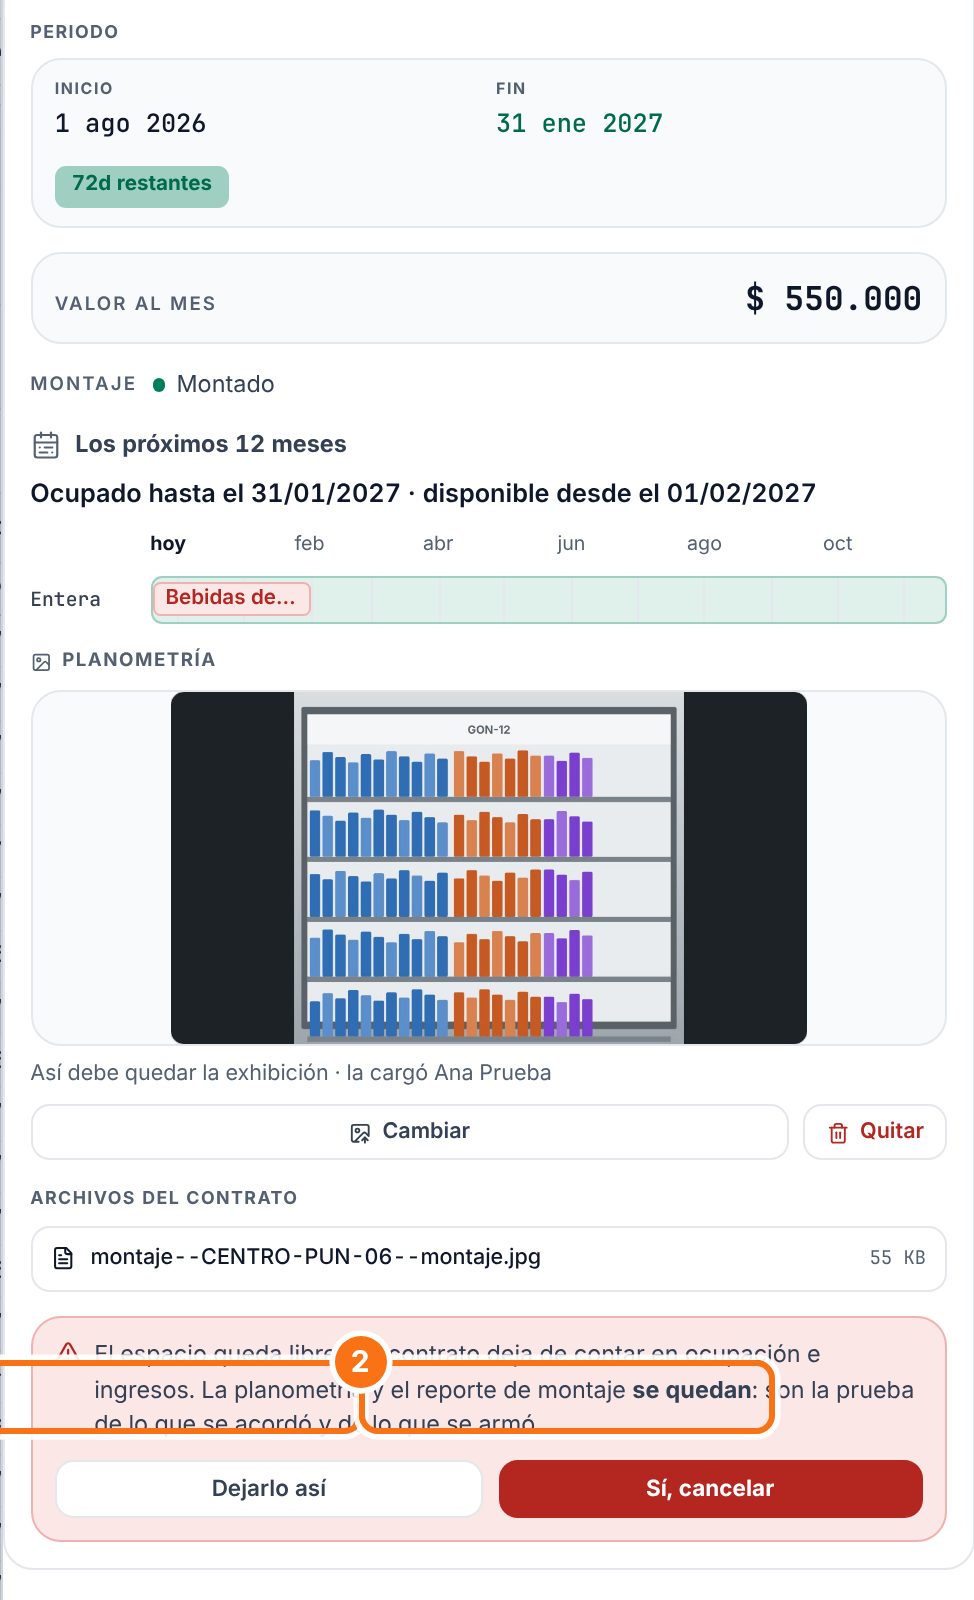 PERIODO
INICIO
FIN
1 ago 2026
31 ene 2027
72d restantes
VALOR AL MES
$ 550.000
MONTAJE
Montado
Los próximos 12 meses
Ocupado hasta el 31/01/2027 · disponible desde el 01/02/2027
hoy feb abr jun ago oct
Entera
Bebidas de...
PLANOMETRÍA
GON-12
Así debe quedar la exhibición · la cargó Ana Prueba
Cambiar
Quitar
ARCHIVOS DEL CONTRATO
montaje--CENTRO-PUN-06--montaje.jpg
55 KB
El espacio queda libre contrato deja de contar en ocupación e
2
ingresos. La planometría y el reporte de montaje se quedan: son la prueba
de lo que se acordó y de lo que se armó.
Dejarlo así
Sí, cancelar